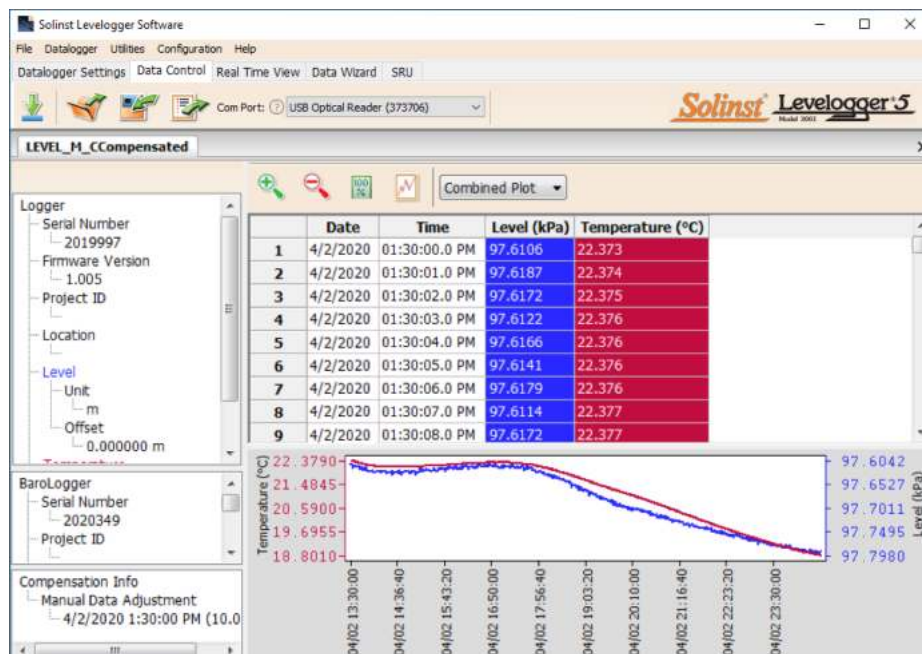 Solinst Levelogger Software
File Datalogger Utilities Configuration Help
Datalogger Settings Data Control Real Time View Data Wizard SRU
Com Port: ? USB Optical Reader (373706)
Solinst Levelogger 5
LEVEL_M_CCompensated
100 %
Combined Plot
Logger
Serial Number
2019997
Firmware Version
1.005
Project ID
Location
Level
Unit
m
Offset
0.000000 m
Temperature
BaroLogger
Serial Number
2020349
Project ID
Compensation Info
Manual Data Adjustment
4/2/2020 1:30:00 PM (10.0
Date Time Level (kPa) Temperature (°C)
1 4/2/2020 01:30:00.0 PM 97.6106 22.373
2 4/2/2020 01:30:01.0 PM 97.6187 22.374
3 4/2/2020 01:30:02.0 PM 97.6172 22.375
4 4/2/2020 01:30:03.0 PM 97.6122 22.376
5 4/2/2020 01:30:04.0 PM 97.6166 22.376
6 4/2/2020 01:30:05.0 PM 97.6141 22.376
7 4/2/2020 01:30:06.0 PM 97.6179 22.376
8 4/2/2020 01:30:07.0 PM 97.6114 22.377
9 4/2/2020 01:30:08.0 PM 97.6172 22.377
Temperature (°C)
22.3790
21.4845
20.5900
19.6955
18.8010
97.6042
97.6527
97.7011
97.7495
97.7980
Level (kPa)
04/02 13:30:00
04/02 14:36:40
04/02 15:43:20
04/02 16:50:00
04/02 17:56:40
04/02 19:03:20
04/02 20:10:00
04/02 21:16:40
04/02 22:23:20
04/02 23:30:00